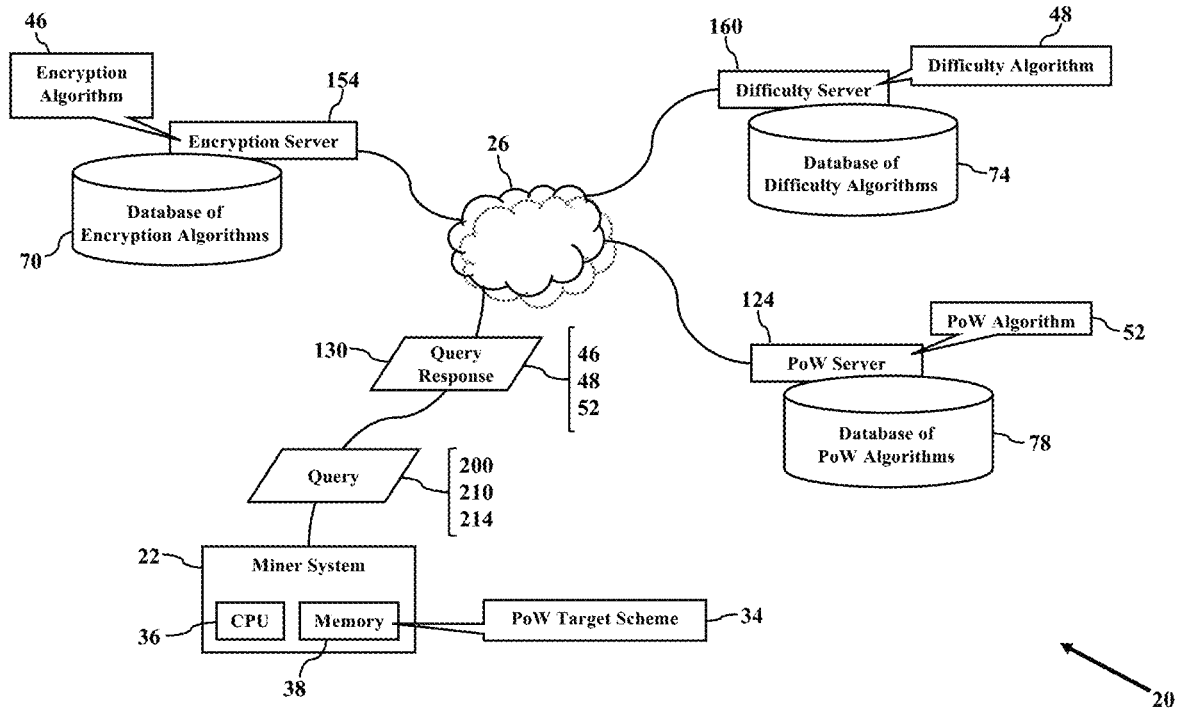 46
Encryption
Algorithm
154
Encryption Server
Database of
Encryption Algorithms
70
160
48
Difficulty Algorithm
Difficulty Server
Database of
Difficulty Algorithms
74
26
124
PoW Algorithm
52
PoW Server
Database of
PoW Algorithms
78
130
Query
Response
46
48
52
Query
200
210
214
22
Miner System
CPU
Memory
36
38
PoW Target Scheme
34
20